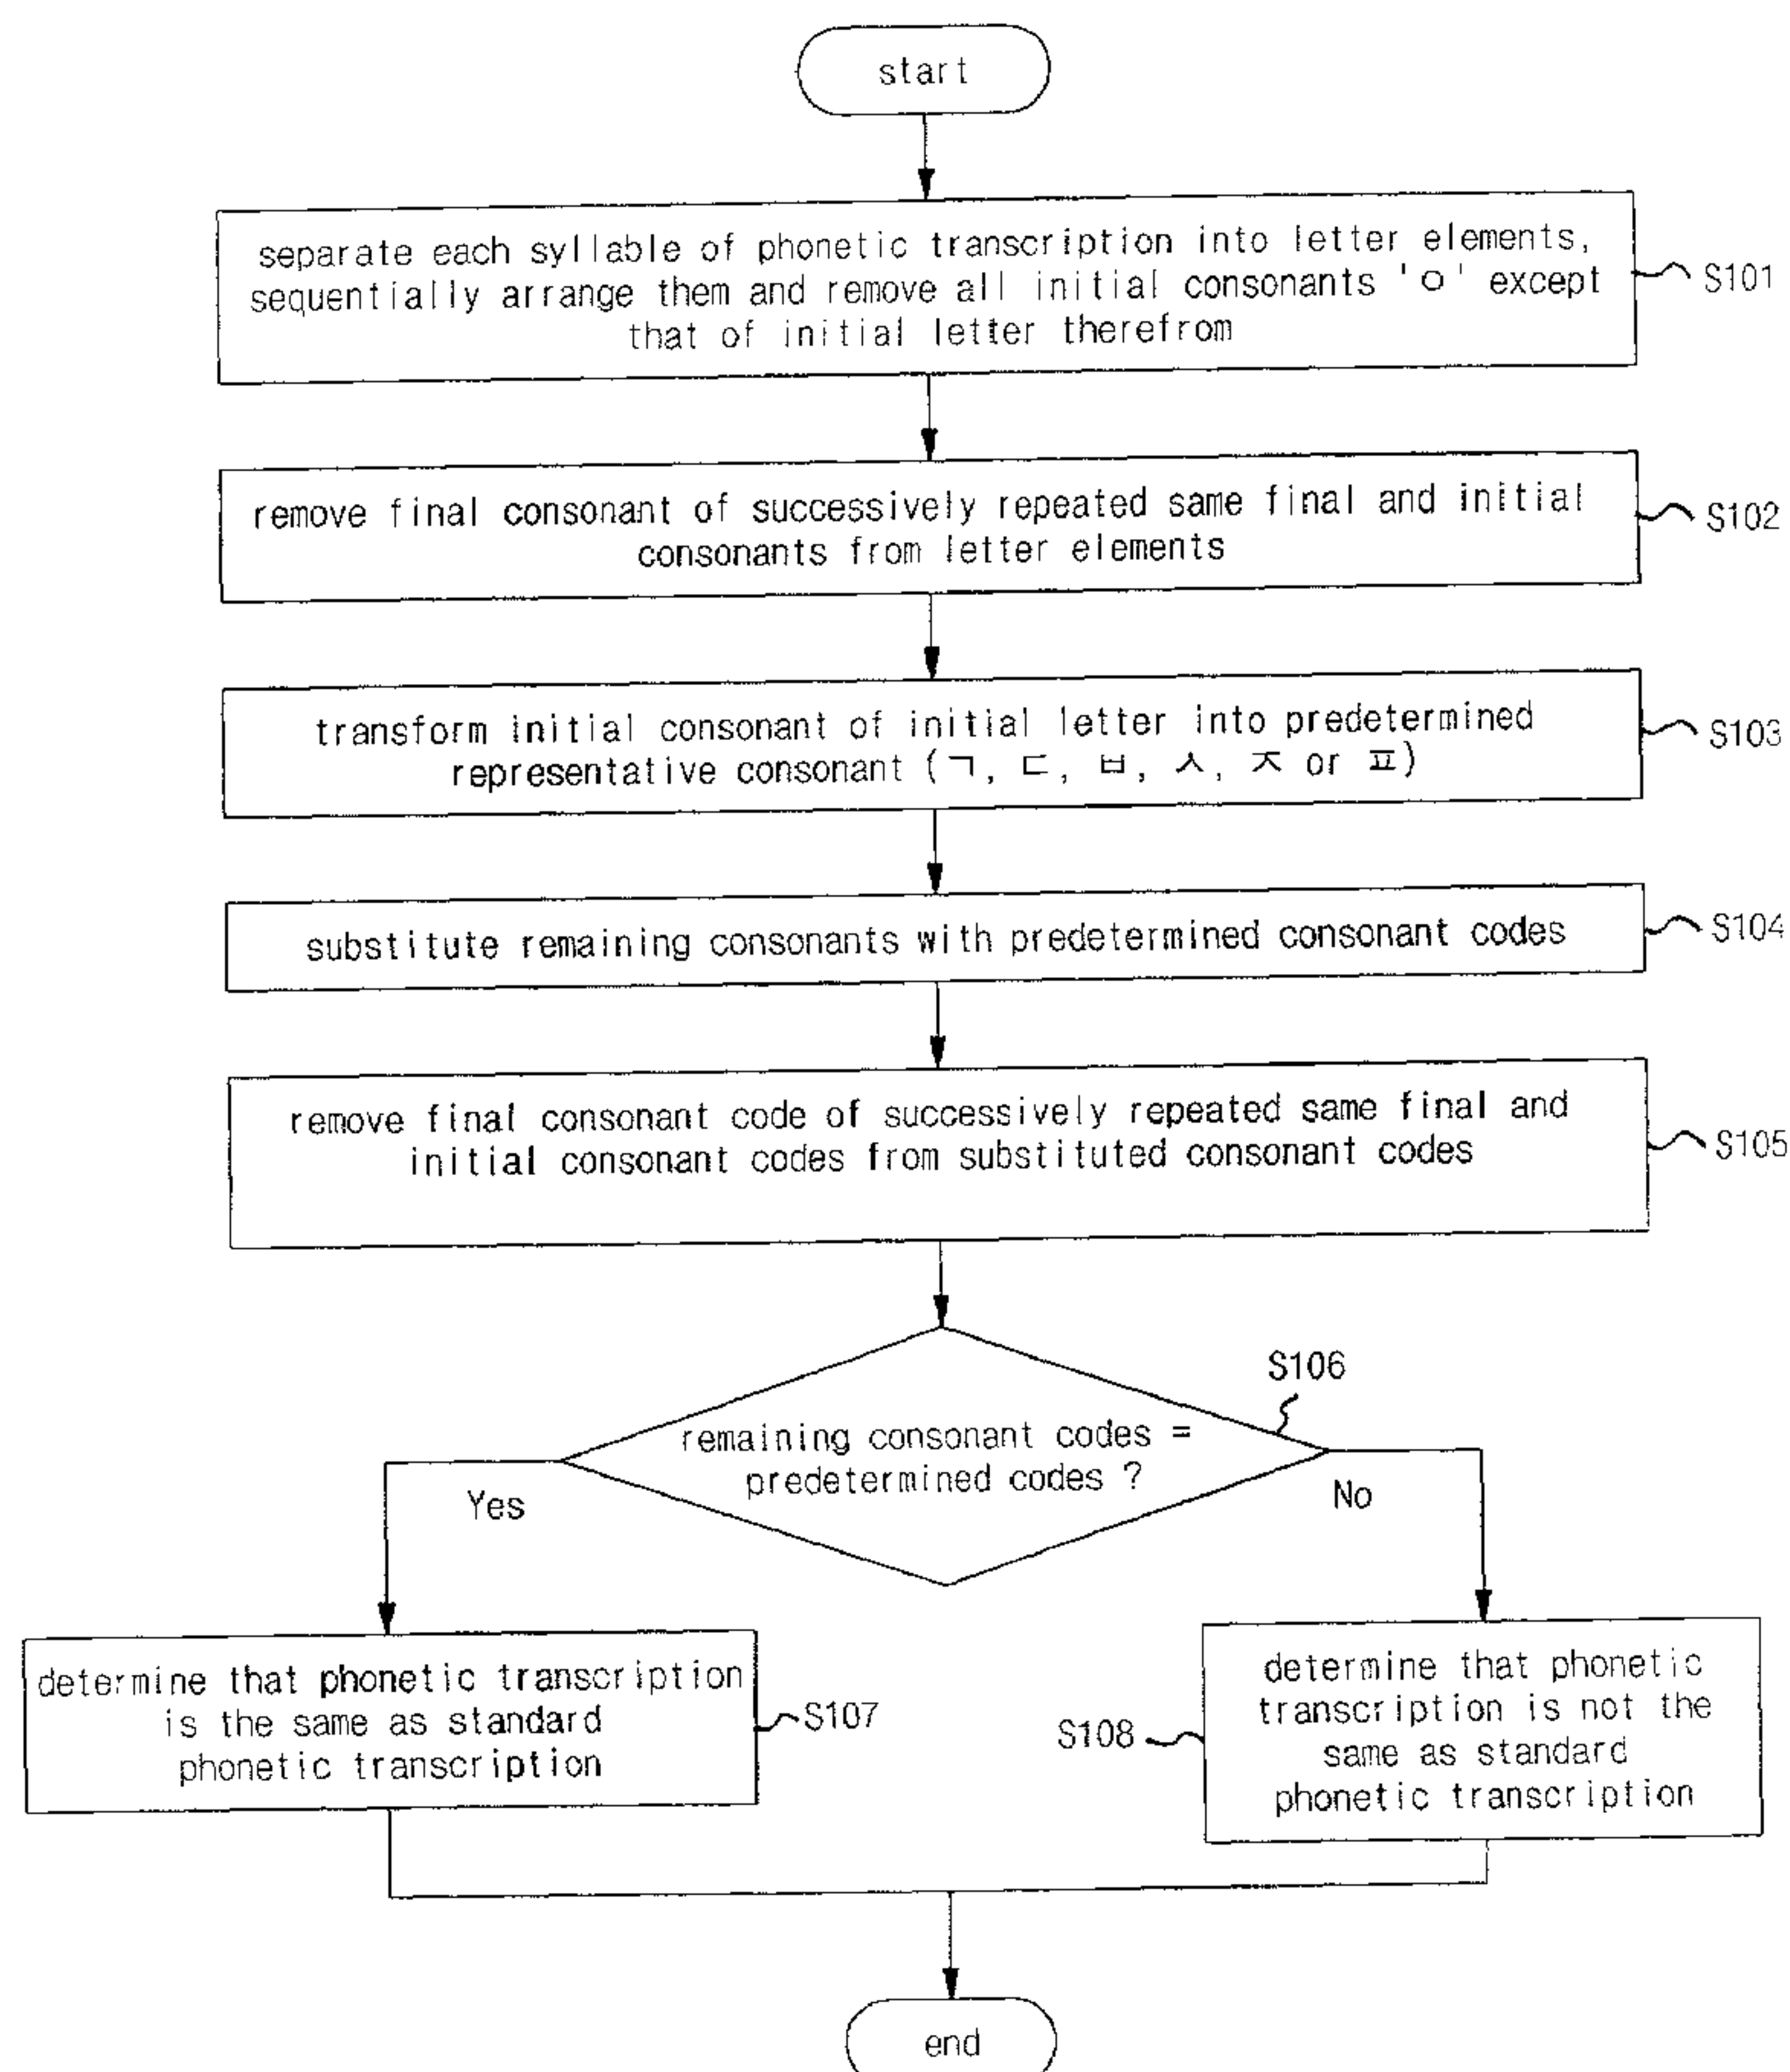 start
separate each syllable of phonetic transcription into letter elements,
sequentially arrange them and remove all initial consonants 'ㅇ' except
that of initial letter therefrom
S101
remove final consonant of successively repeated same final and initial
consonants from letter elements
S102
transform initial consonant of initial letter into predetermined
representative consonant (ㄱ, ㄷ, ㅂ, ㅅ, ㅈ or ㅍ)
S103
substitute remaining consonants with predetermined consonant codes
S104
remove final consonant code of successively repeated same final and
initial consonant codes from substituted consonant codes
S105
S106
remaining consonant codes =
predetermined codes ?
Yes
No
determine that phonetic transcription
is the same as standard
phonetic transcription
S107
S108
determine that phonetic
transcription is not the
same as standard
phonetic transcription
end